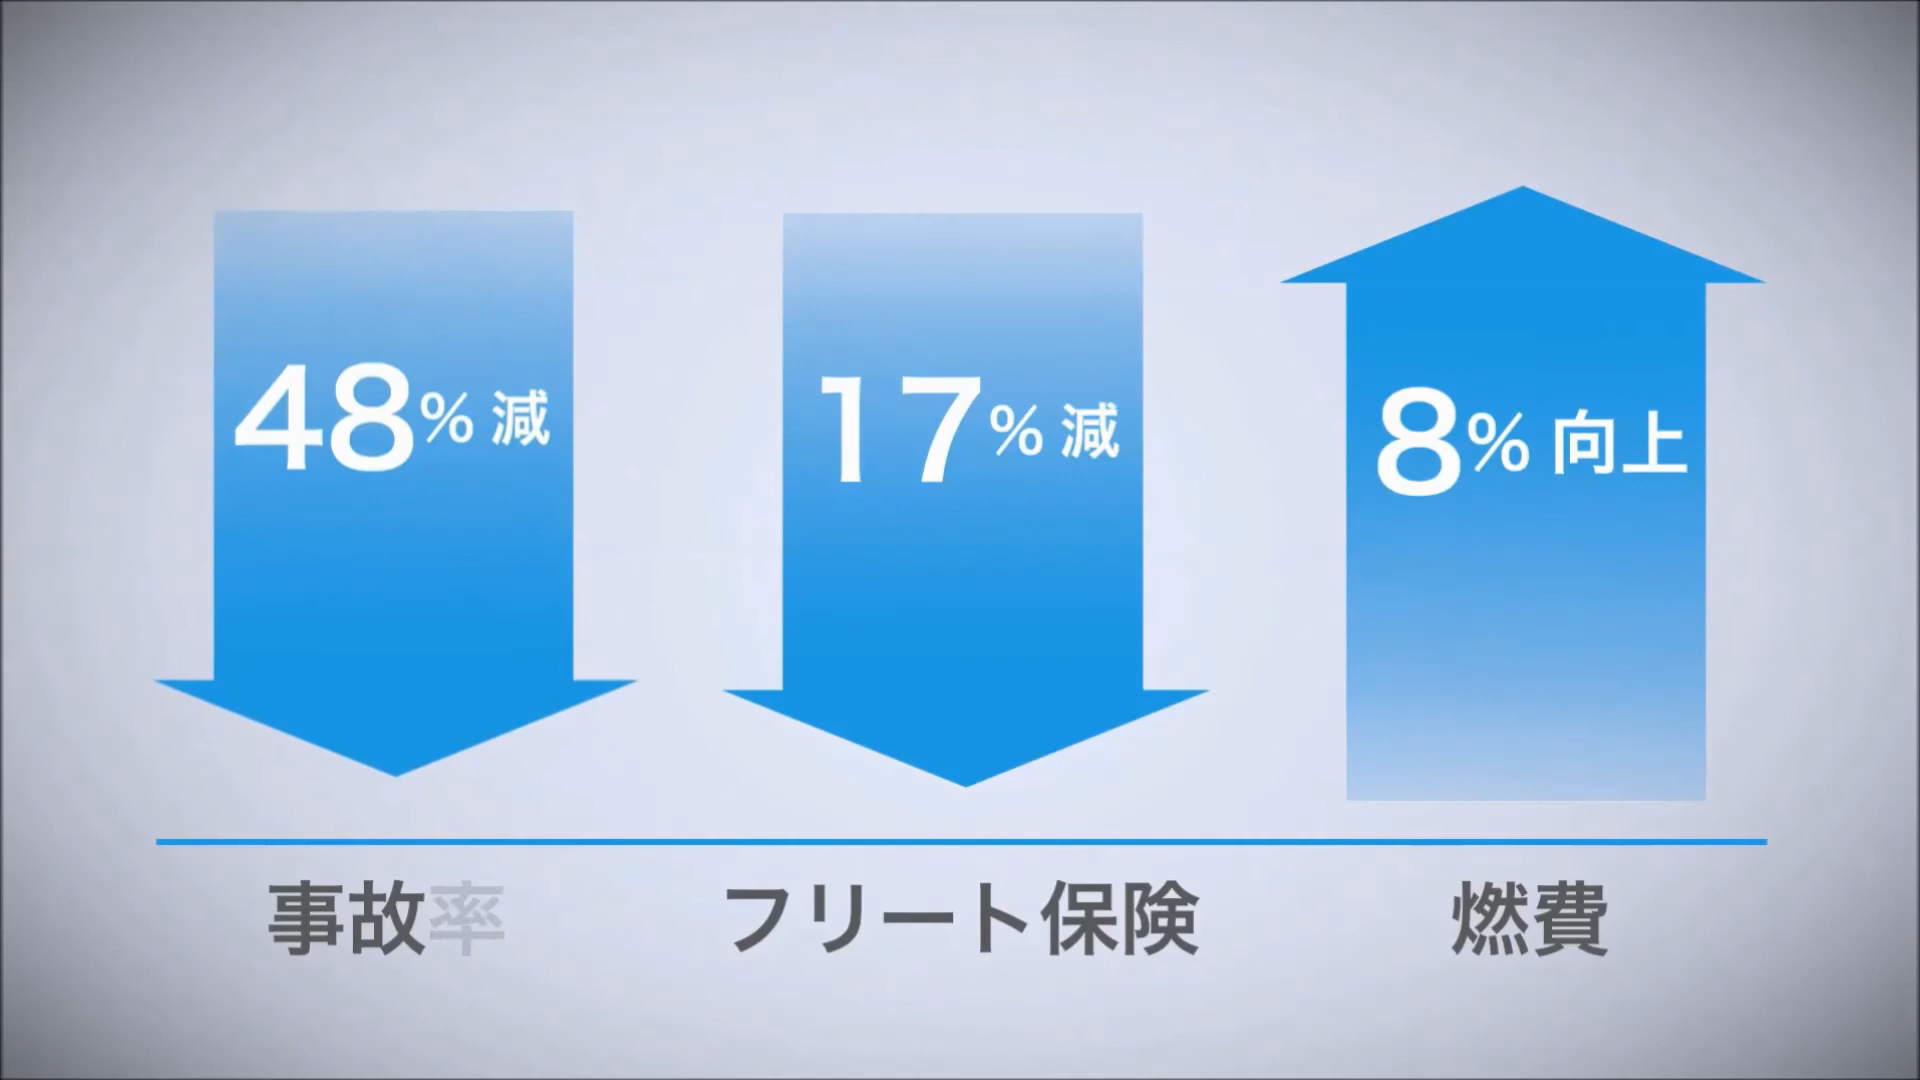 48% 減
17% 減
8% 向上
事故率
フリート保険
燃費